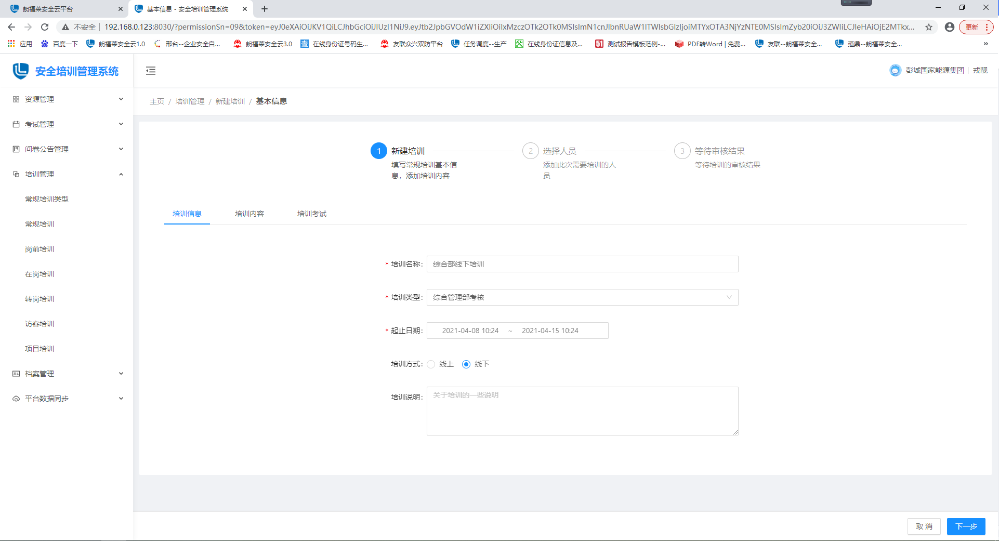 朗福莱安全云平台
基本信息 - 安全培训管理系统
更新
不安全
192.168.0.123:8030/?permissionSn=09&token=eyJ0eXAiOiJKV1QiLCJhbGciOiJIUzI1NiJ9.eyJtb2JpbGVOdW1iZXIiOiIxMzczOTk2OTk0MSIsImN1cnJlbnRUaW1lTWlsbGlzIjoiMTYxOTA3NjYzNTE0MSIsImZyb20iOiJ3ZWIiLCJleHAiOjE2MTkx...
应用
百度一下
朗福莱安全云1.0
邢台--企业安全自...
朗福莱安全云3.0
查
在线身份证号码生...
友联众兴双防平台
任务调度--生产
在线身份证信息及...
51
测试报告模板范例-...
PDF转Word | 免费...
友联--朗福莱安全...
蕴鼎--朗福莱安全...
安全培训管理系统
彭城国家能源集团
戎靓
资源管理
考试管理
问卷公告管理
培训管理
常规培训类型
常规培训
岗前培训
在岗培训
转岗培训
访客培训
项目培训
档案管理
平台数据同步
主页 / 培训管理 / 新建培训 / 基本信息
1 新建培训
填写常规培训基本信
息，添加培训内容
2 选择人员
添加此次需要培训的人
员
3 等待审核结果
等待培训的审核结果
培训信息
培训内容
培训考试
* 培训名称: 综合部线下培训
* 培训类型: 综合管理部考核
* 起止日期: 2021-04-08 10:24 ~ 2021-04-15 10:24
培训方式: 线上 线下
培训说明: 关于培训的一些说明
取 消
下一步